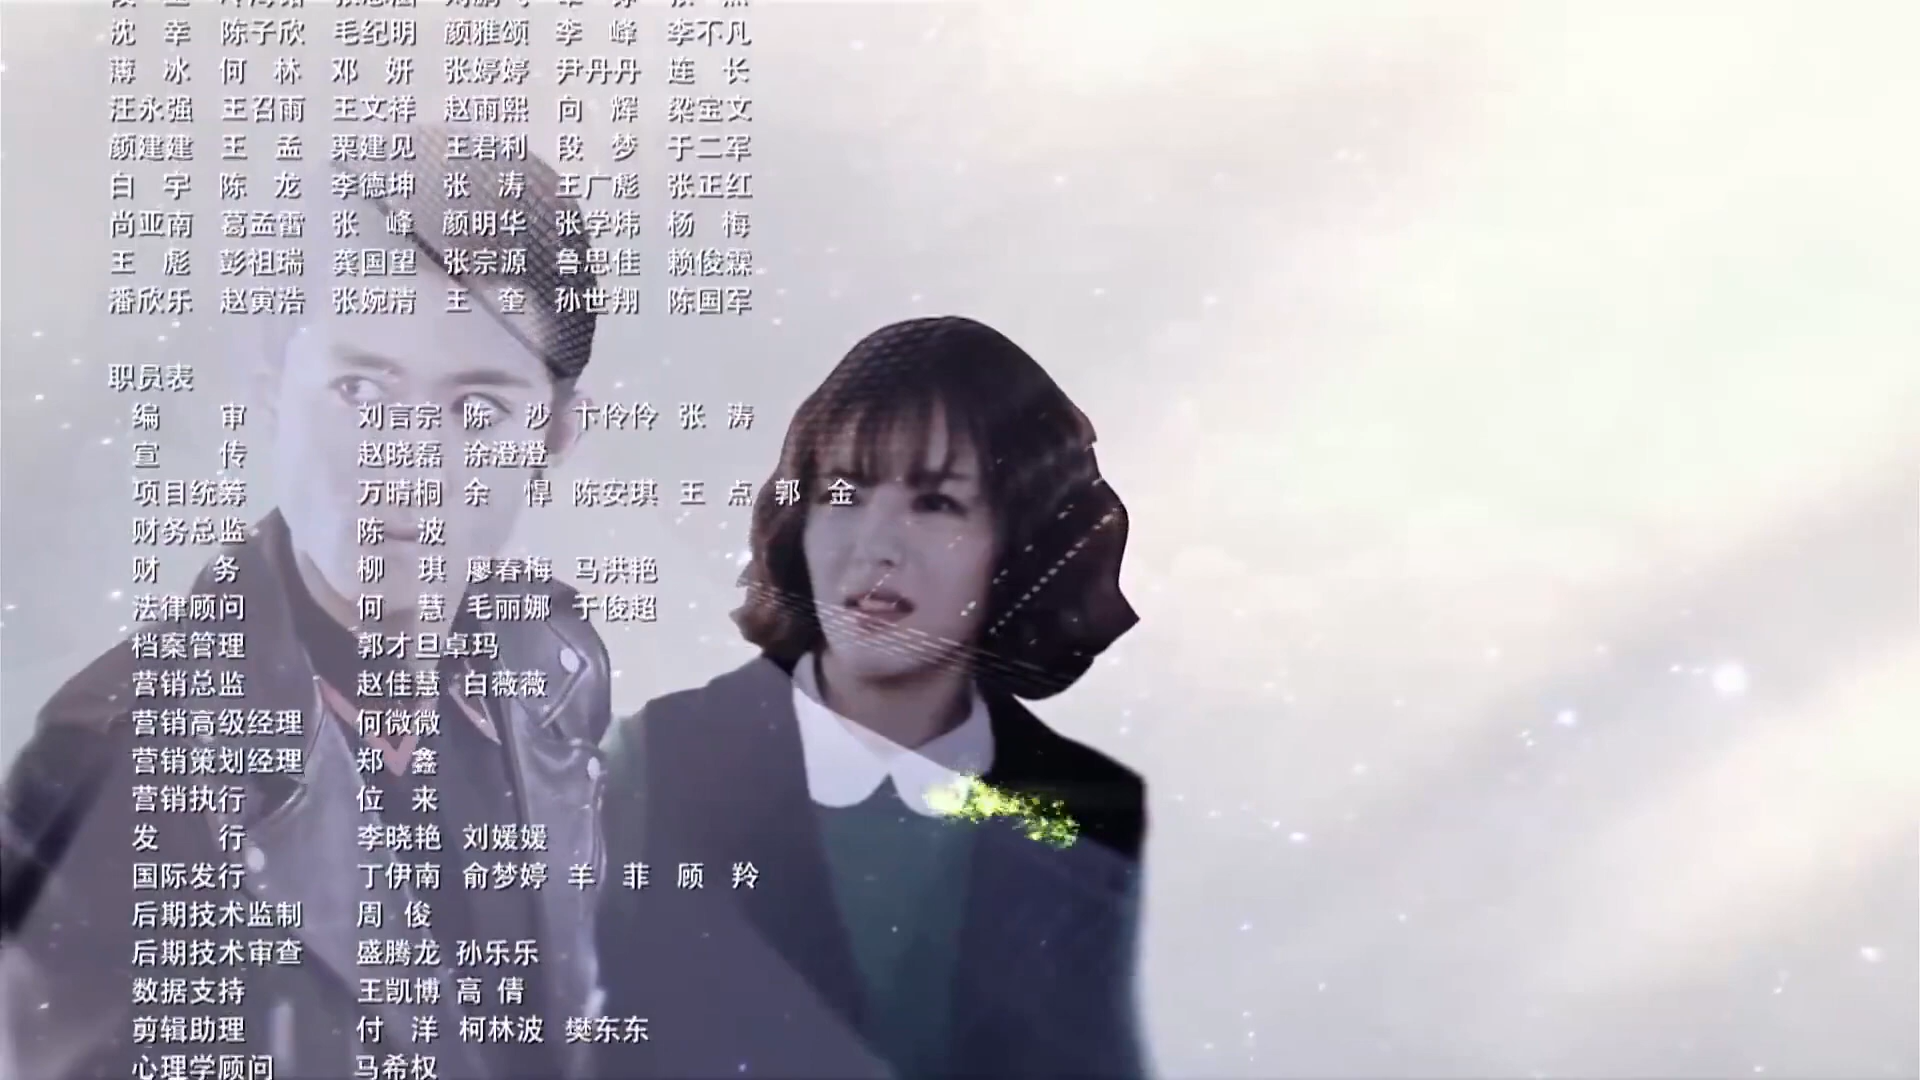 沈　幸　陈子欣　毛纪明　颜雅颂　李　峰　李不凡
薄　冰　何　林　邓　妍　张婷婷　尹丹丹　连　长
汪永强　王召雨　王文祥　赵雨熙　向　辉　梁宝文
颜建建　王　孟　栗建见　王君利　段　梦　于二军
白　宇　陈　龙　李德坤　张　涛　王广彪　张正红
尚亚南　葛孟雷　张　峰　颜明华　张学炜　杨　梅
王　彪　彭祖瑞　龚国望　张宗源　鲁思佳　赖俊霖
潘欣乐　赵寅浩　张婉清　王　奎　孙世翔　陈国军
职员表
编　　审　　刘言宗　陈　沙　卞伶伶　张　涛
宣　　传　　赵晓磊　涂澄澄
项目统筹　　万晴桐　余　悍　陈安琪　王　点　郭　金
财务总监　　陈　波
财　　务　　柳　琪　廖春梅　马洪艳
法律顾问　　何　慧　毛丽娜　于俊超
档案管理　　郭才旦卓玛
营销总监　　赵佳慧　白薇薇
营销高级经理　　何微微
营销策划经理　　郑　鑫
营销执行　　位　来
发　　行　　李晓艳　刘媛媛
国际发行　　丁伊南　俞梦婷　羊　菲　顾　羚
后期技术监制　　周　俊
后期技术审查　　盛腾龙　孙乐乐
数据支持　　王凯博　高　倩
剪辑助理　　付　洋　柯林波　樊东东
心理学顾问　　马希权